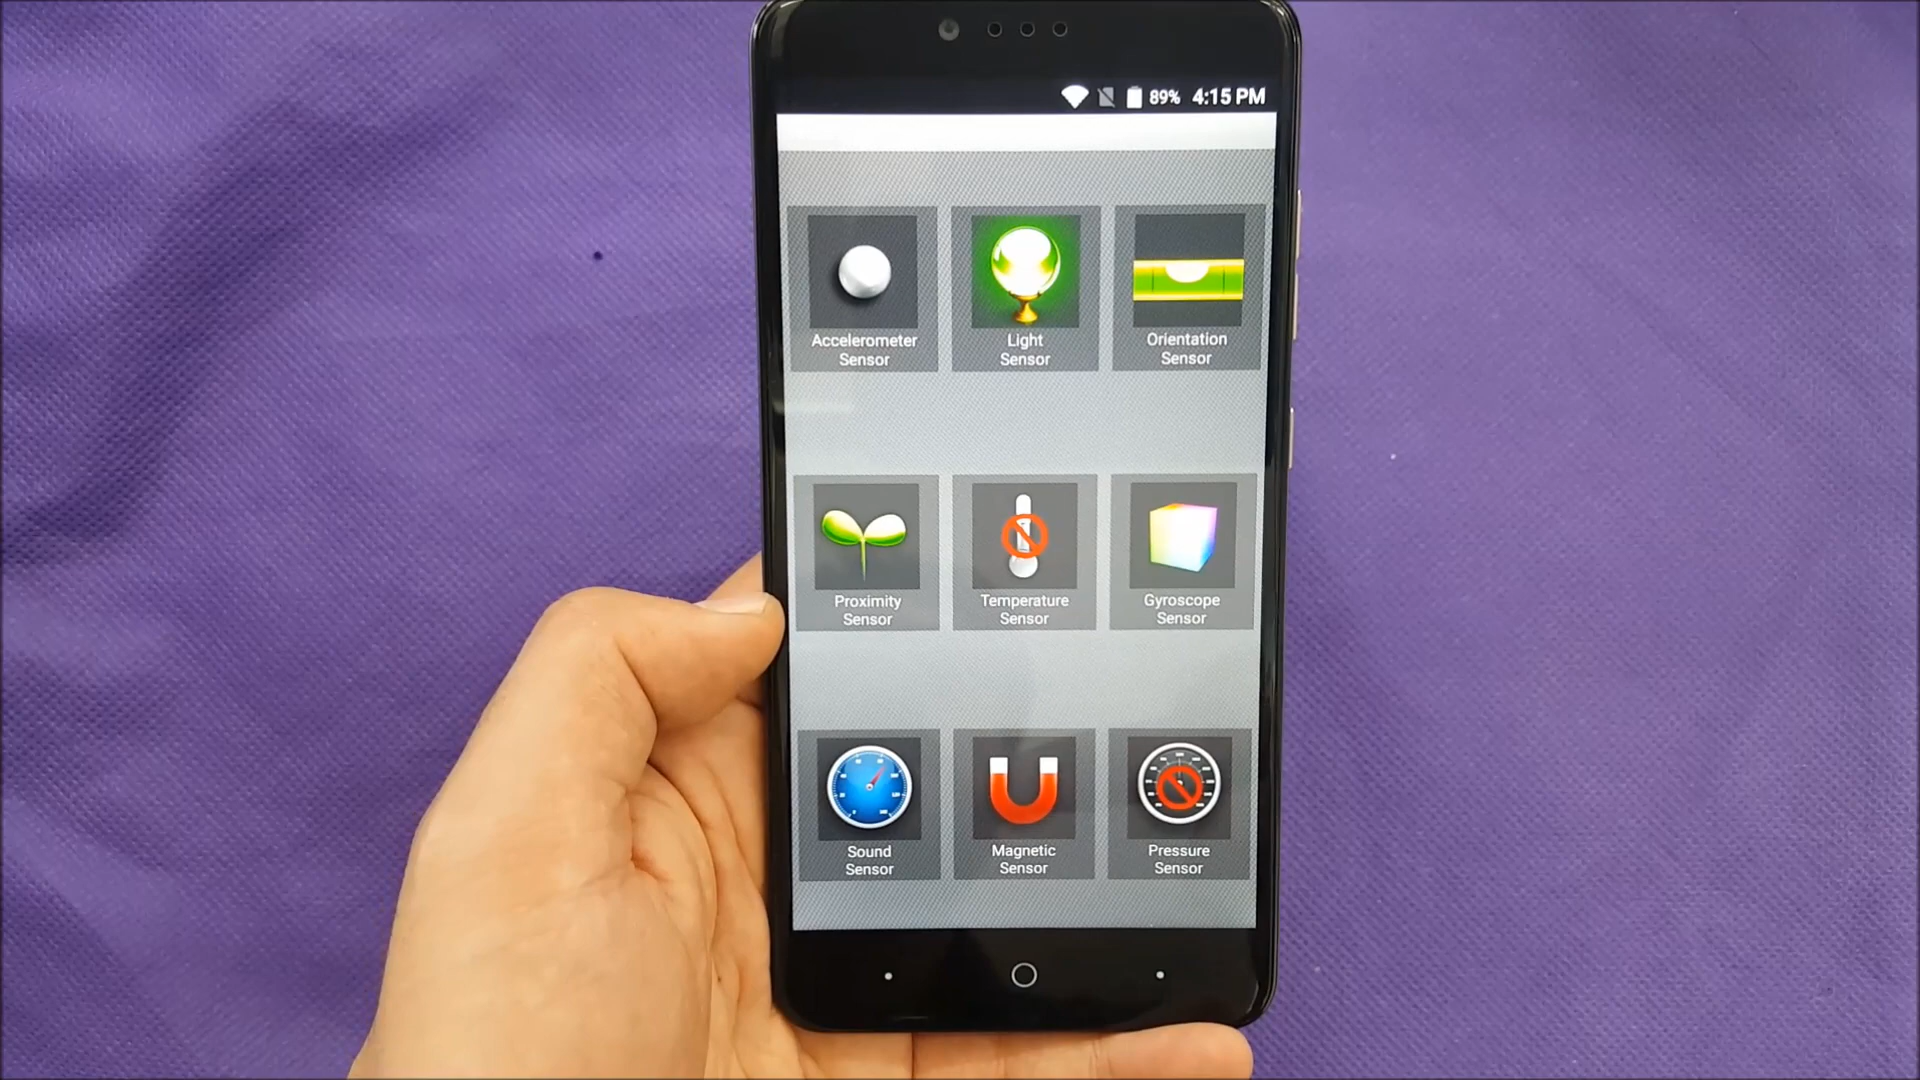 89% 4:15 PM
Accelerometer
Sensor
Light
Sensor
Orientation
Sensor
Proximity
Sensor
Temperature
Sensor
Gyroscope
Sensor
Sound
Sensor
Magnetic
Sensor
Pressure
Sensor